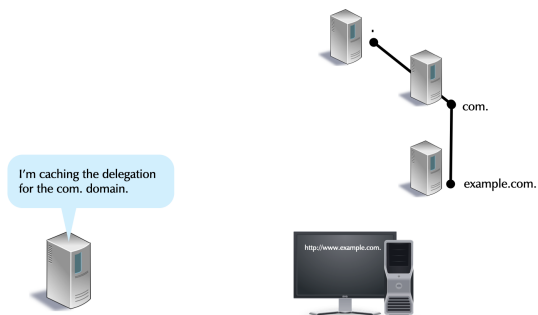 .
com.
example.com.
I'm caching the delegation
for the com. domain.
http://www.example.com.